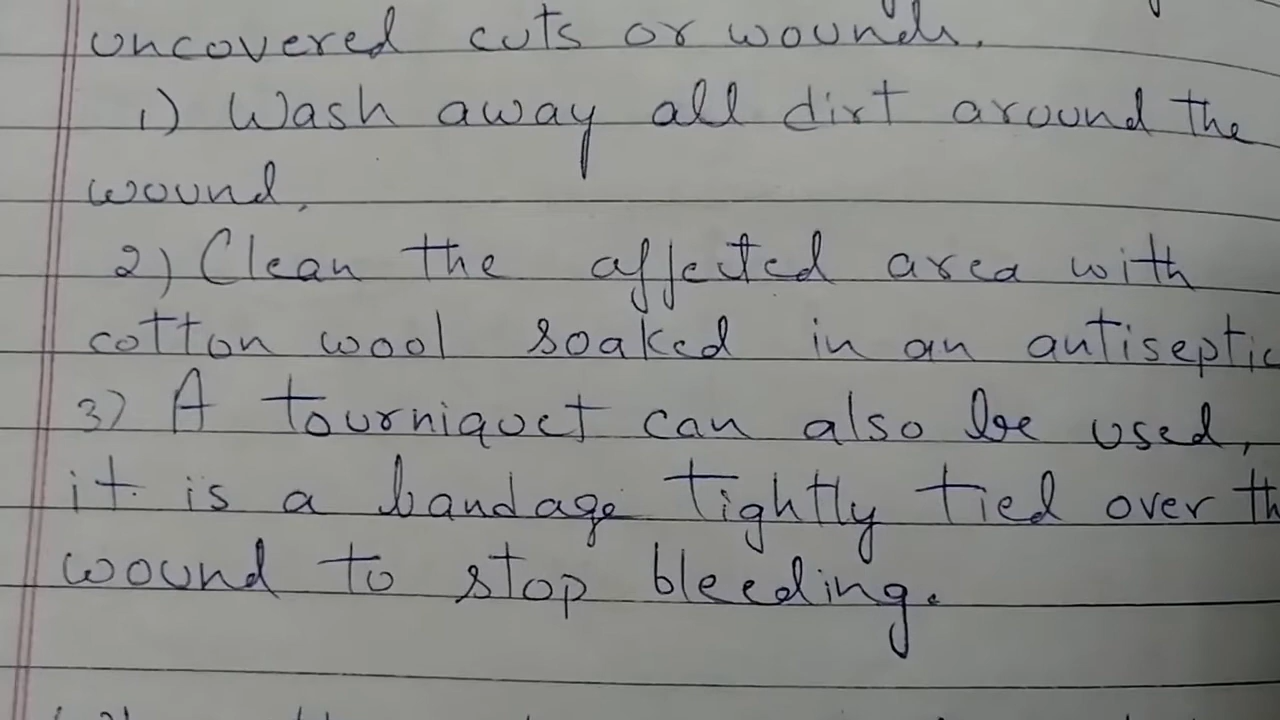 uncovered cuts or wounds.
1) Wash away all dirt around the
wound.
2) Clean the affected area with
cotton wool soaked in an antiseptic
3) A tourniquet can also be used,
it is a bandage tightly tied over th
wound to stop bleeding.